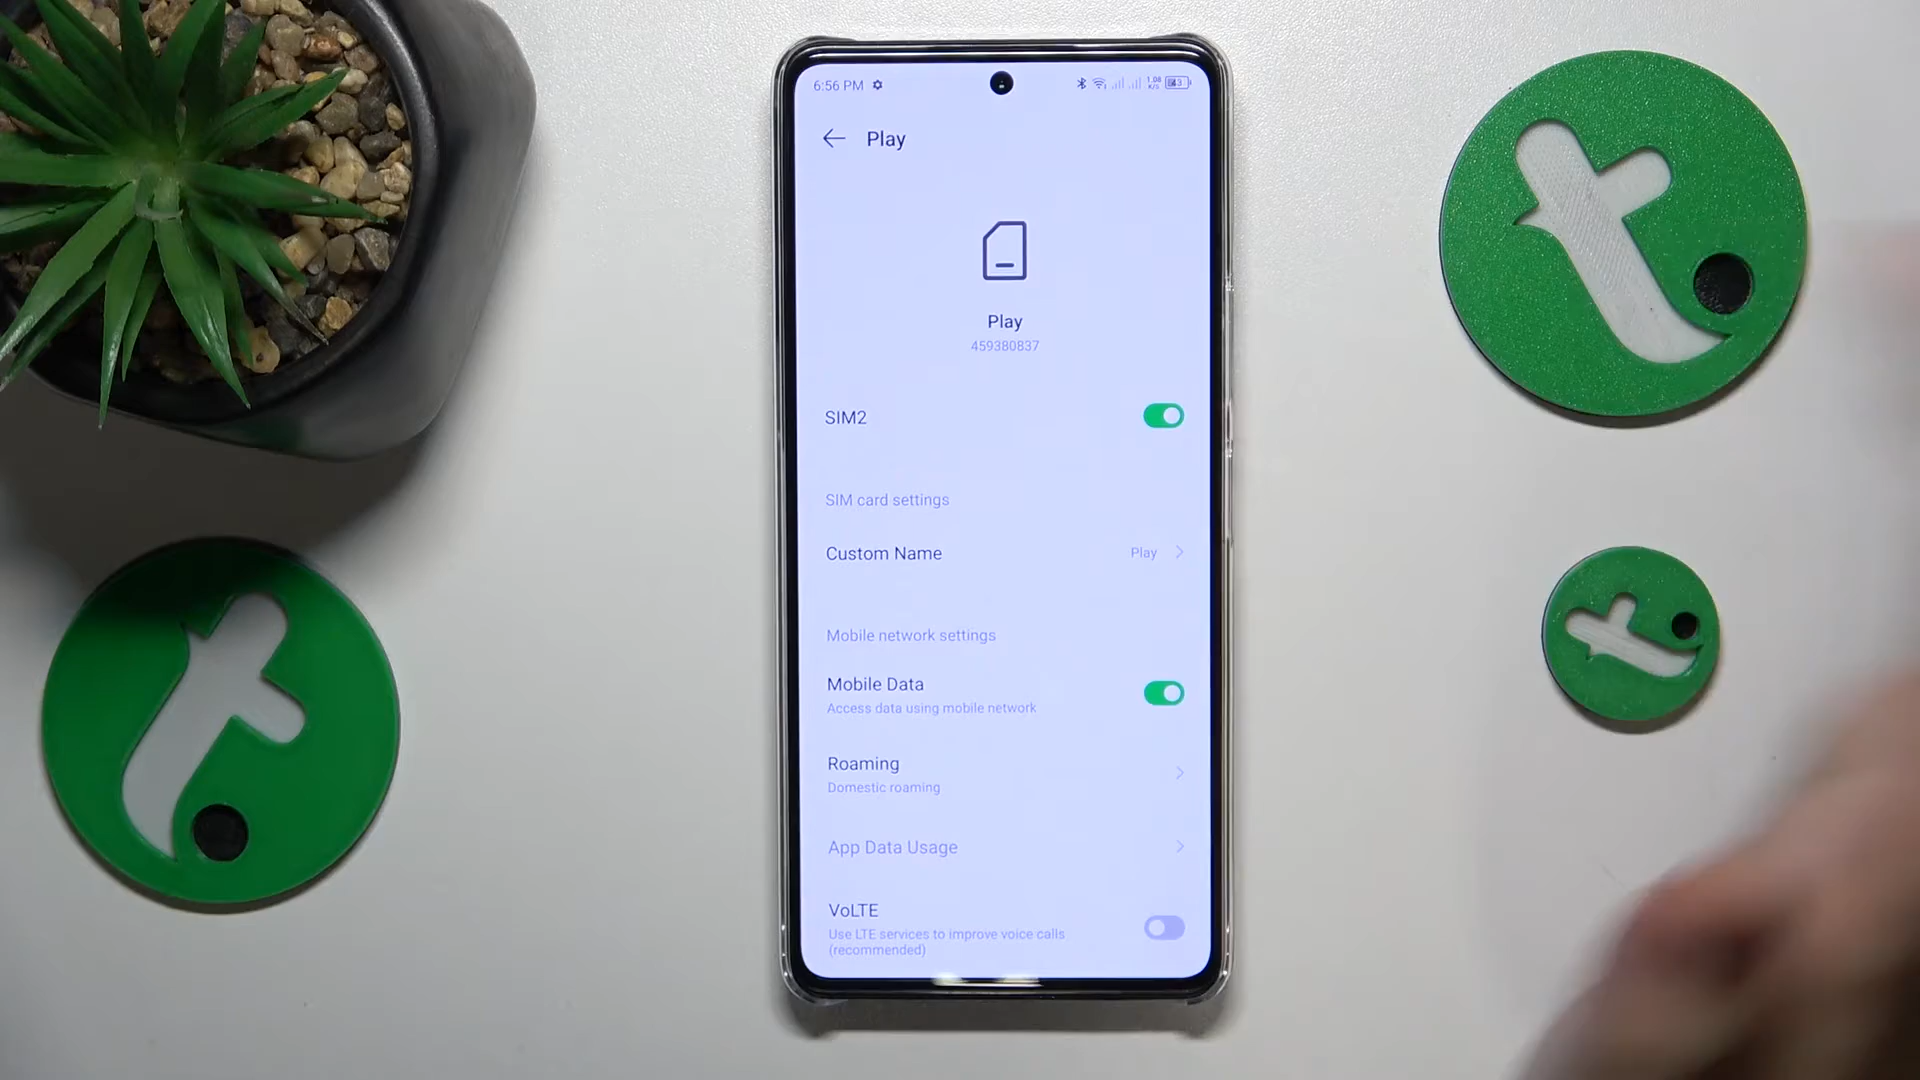 6:56 PM
1.08
K/S
Play
Play
459380837
SIM2
SIM card settings
Custom Name
Play
Mobile network settings
Mobile Data
Access data using mobile network
Roaming
Domestic roaming
App Data Usage
VoLTE
Use LTE services to improve voice calls
(recommended)